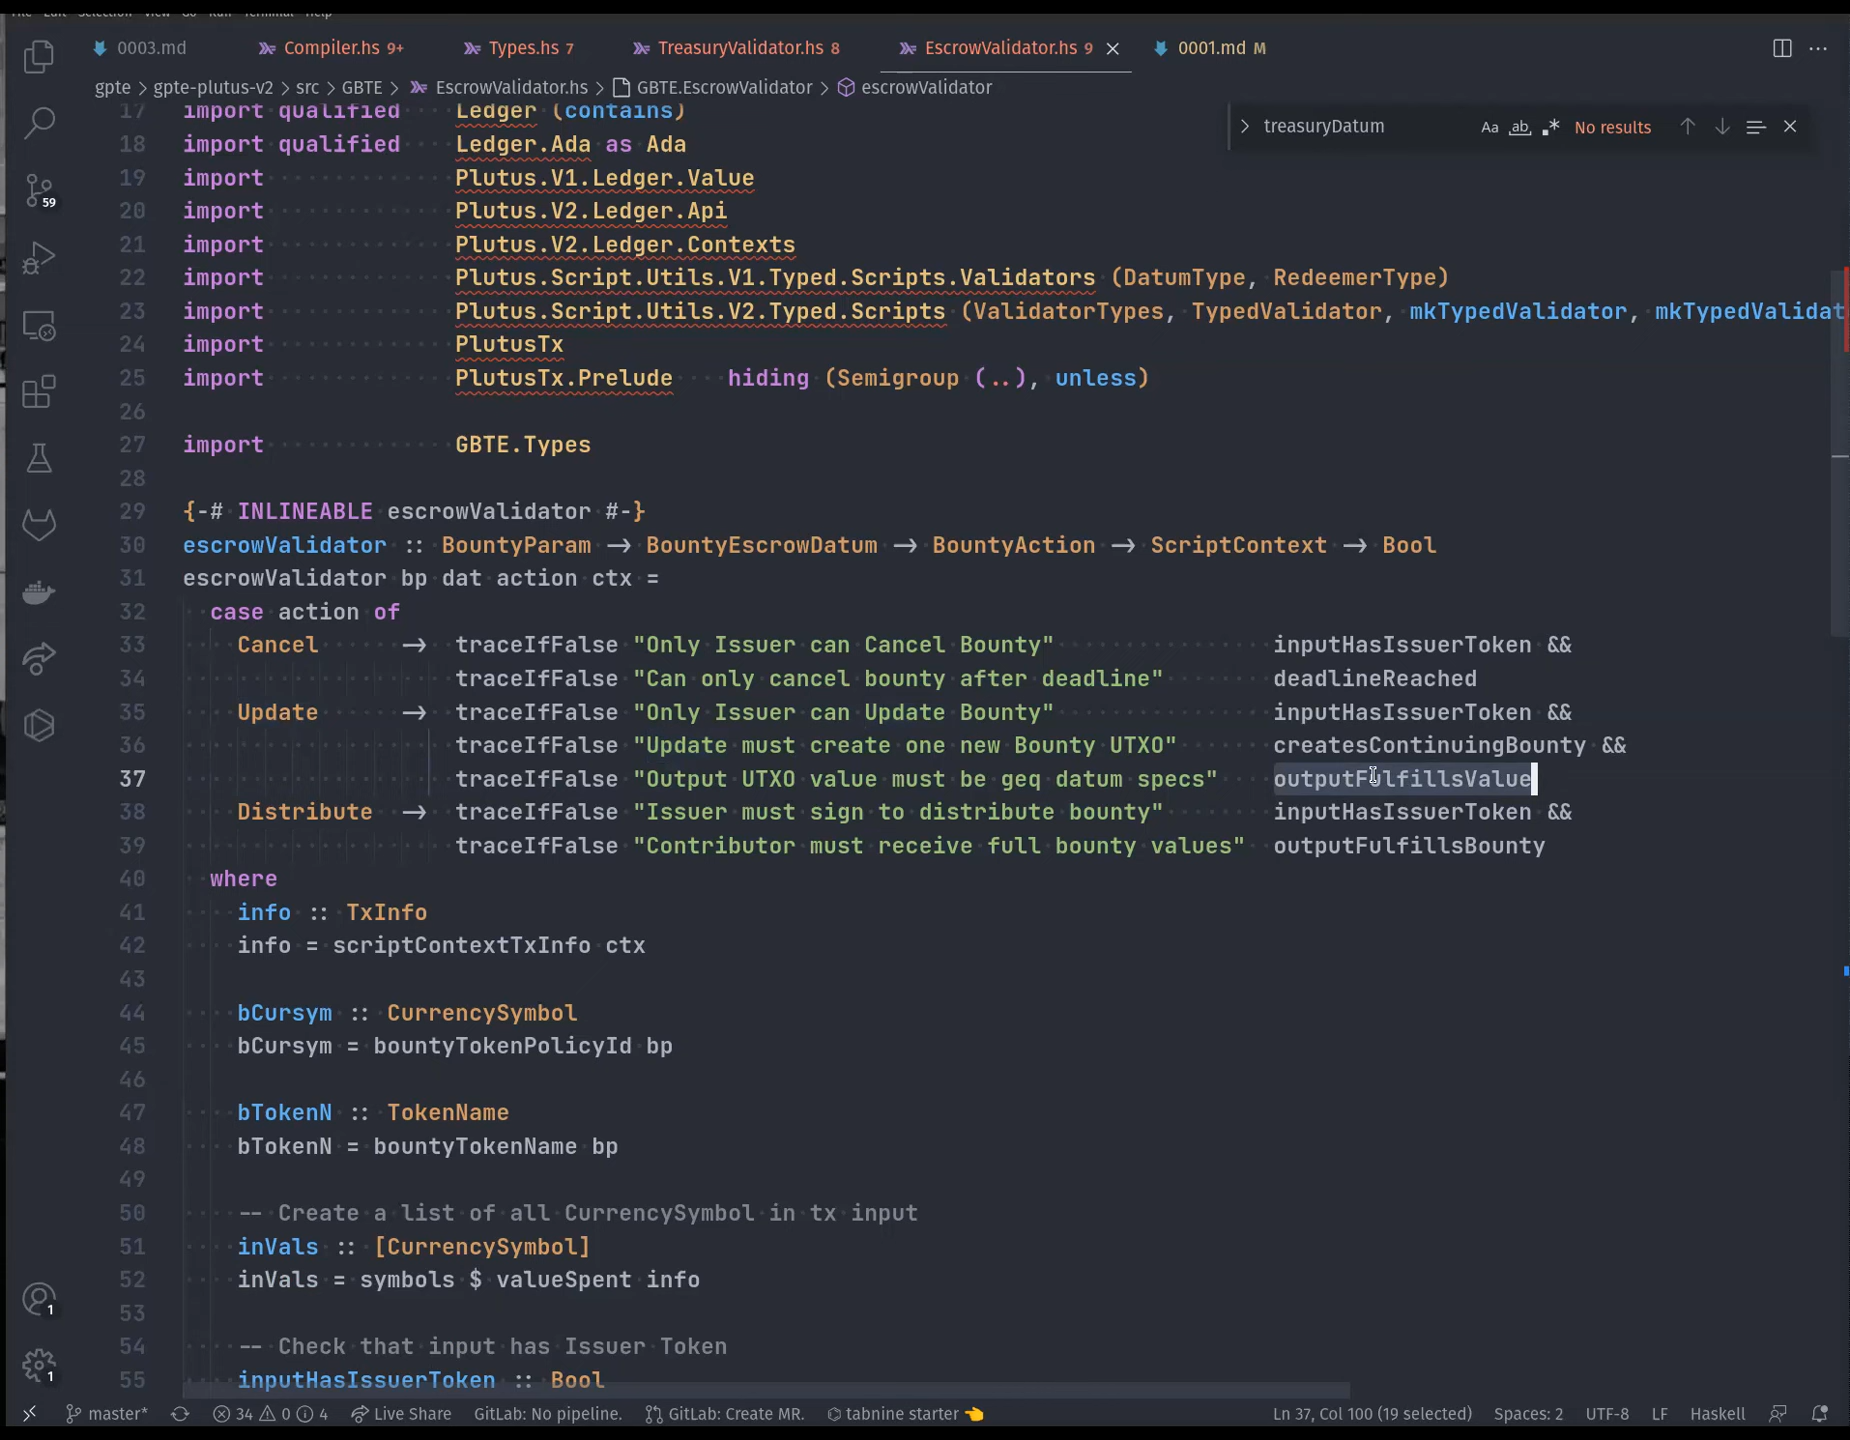 0003.md Compiler.hs 9+ Types.hs 7 TreasuryValidator.hs 8 EscrowValidator.hs 9 0001.md M
gpte > gpte-plutus-v2 > src > GBTE > EscrowValidator.hs > GBTE.EscrowValidator > escrowValidator
treasuryDatum Aa ab No results
17 import qualified Ledger (contains)
18 import qualified Ledger.Ada as Ada
19 import Plutus.V1.Ledger.Value
20 import Plutus.V2.Ledger.Api
21 import Plutus.V2.Ledger.Contexts
22 import Plutus.Script.Utils.V1.Typed.Scripts.Validators (DatumType, RedeemerType)
23 import Plutus.Script.Utils.V2.Typed.Scripts (ValidatorTypes, TypedValidator, mkTypedValidator, mkTypedValidat
24 import PlutusTx
25 import PlutusTx.Prelude hiding (Semigroup (..), unless)
26
27 import GBTE.Types
28
29 {-# INLINEABLE escrowValidator #-}
30 escrowValidator :: BountyParam -> BountyEscrowDatum -> BountyAction -> ScriptContext -> Bool
31 escrowValidator bp dat action ctx =
32 case action of
33 Cancel -> traceIfFalse "Only Issuer can Cancel Bounty" inputHasIssuerToken &&
34 traceIfFalse "Can only cancel bounty after deadline" deadlineReached
35 Update -> traceIfFalse "Only Issuer can Update Bounty" inputHasIssuerToken &&
36 traceIfFalse "Update must create one new Bounty UTXO" createsContinuingBounty &&
37 traceIfFalse "Output UTXO value must be geq datum specs" outputFulfillsValue
38 Distribute -> traceIfFalse "Issuer must sign to distribute bounty" inputHasIssuerToken &&
39 traceIfFalse "Contributor must receive full bounty values" outputFulfillsBounty
40 where
41 info :: TxInfo
42 info = scriptContextTxInfo ctx
43
44 bCursym :: CurrencySymbol
45 bCursym = bountyTokenPolicyId bp
46
47 bTokenN :: TokenName
48 bTokenN = bountyTokenName bp
49
50 -- Create a list of all CurrencySymbol in tx input
51 inVals :: [CurrencySymbol]
52 inVals = symbols $ valueSpent info
53
54 -- Check that input has Issuer Token
55 inputHasIssuerToken :: Bool
59
1
1
master* 34 0 4 Live Share GitLab: No pipeline. GitLab: Create MR. tabnine starter 👈 Ln 37, Col 100 (19 selected) Spaces: 2 UTF-8 LF Haskell